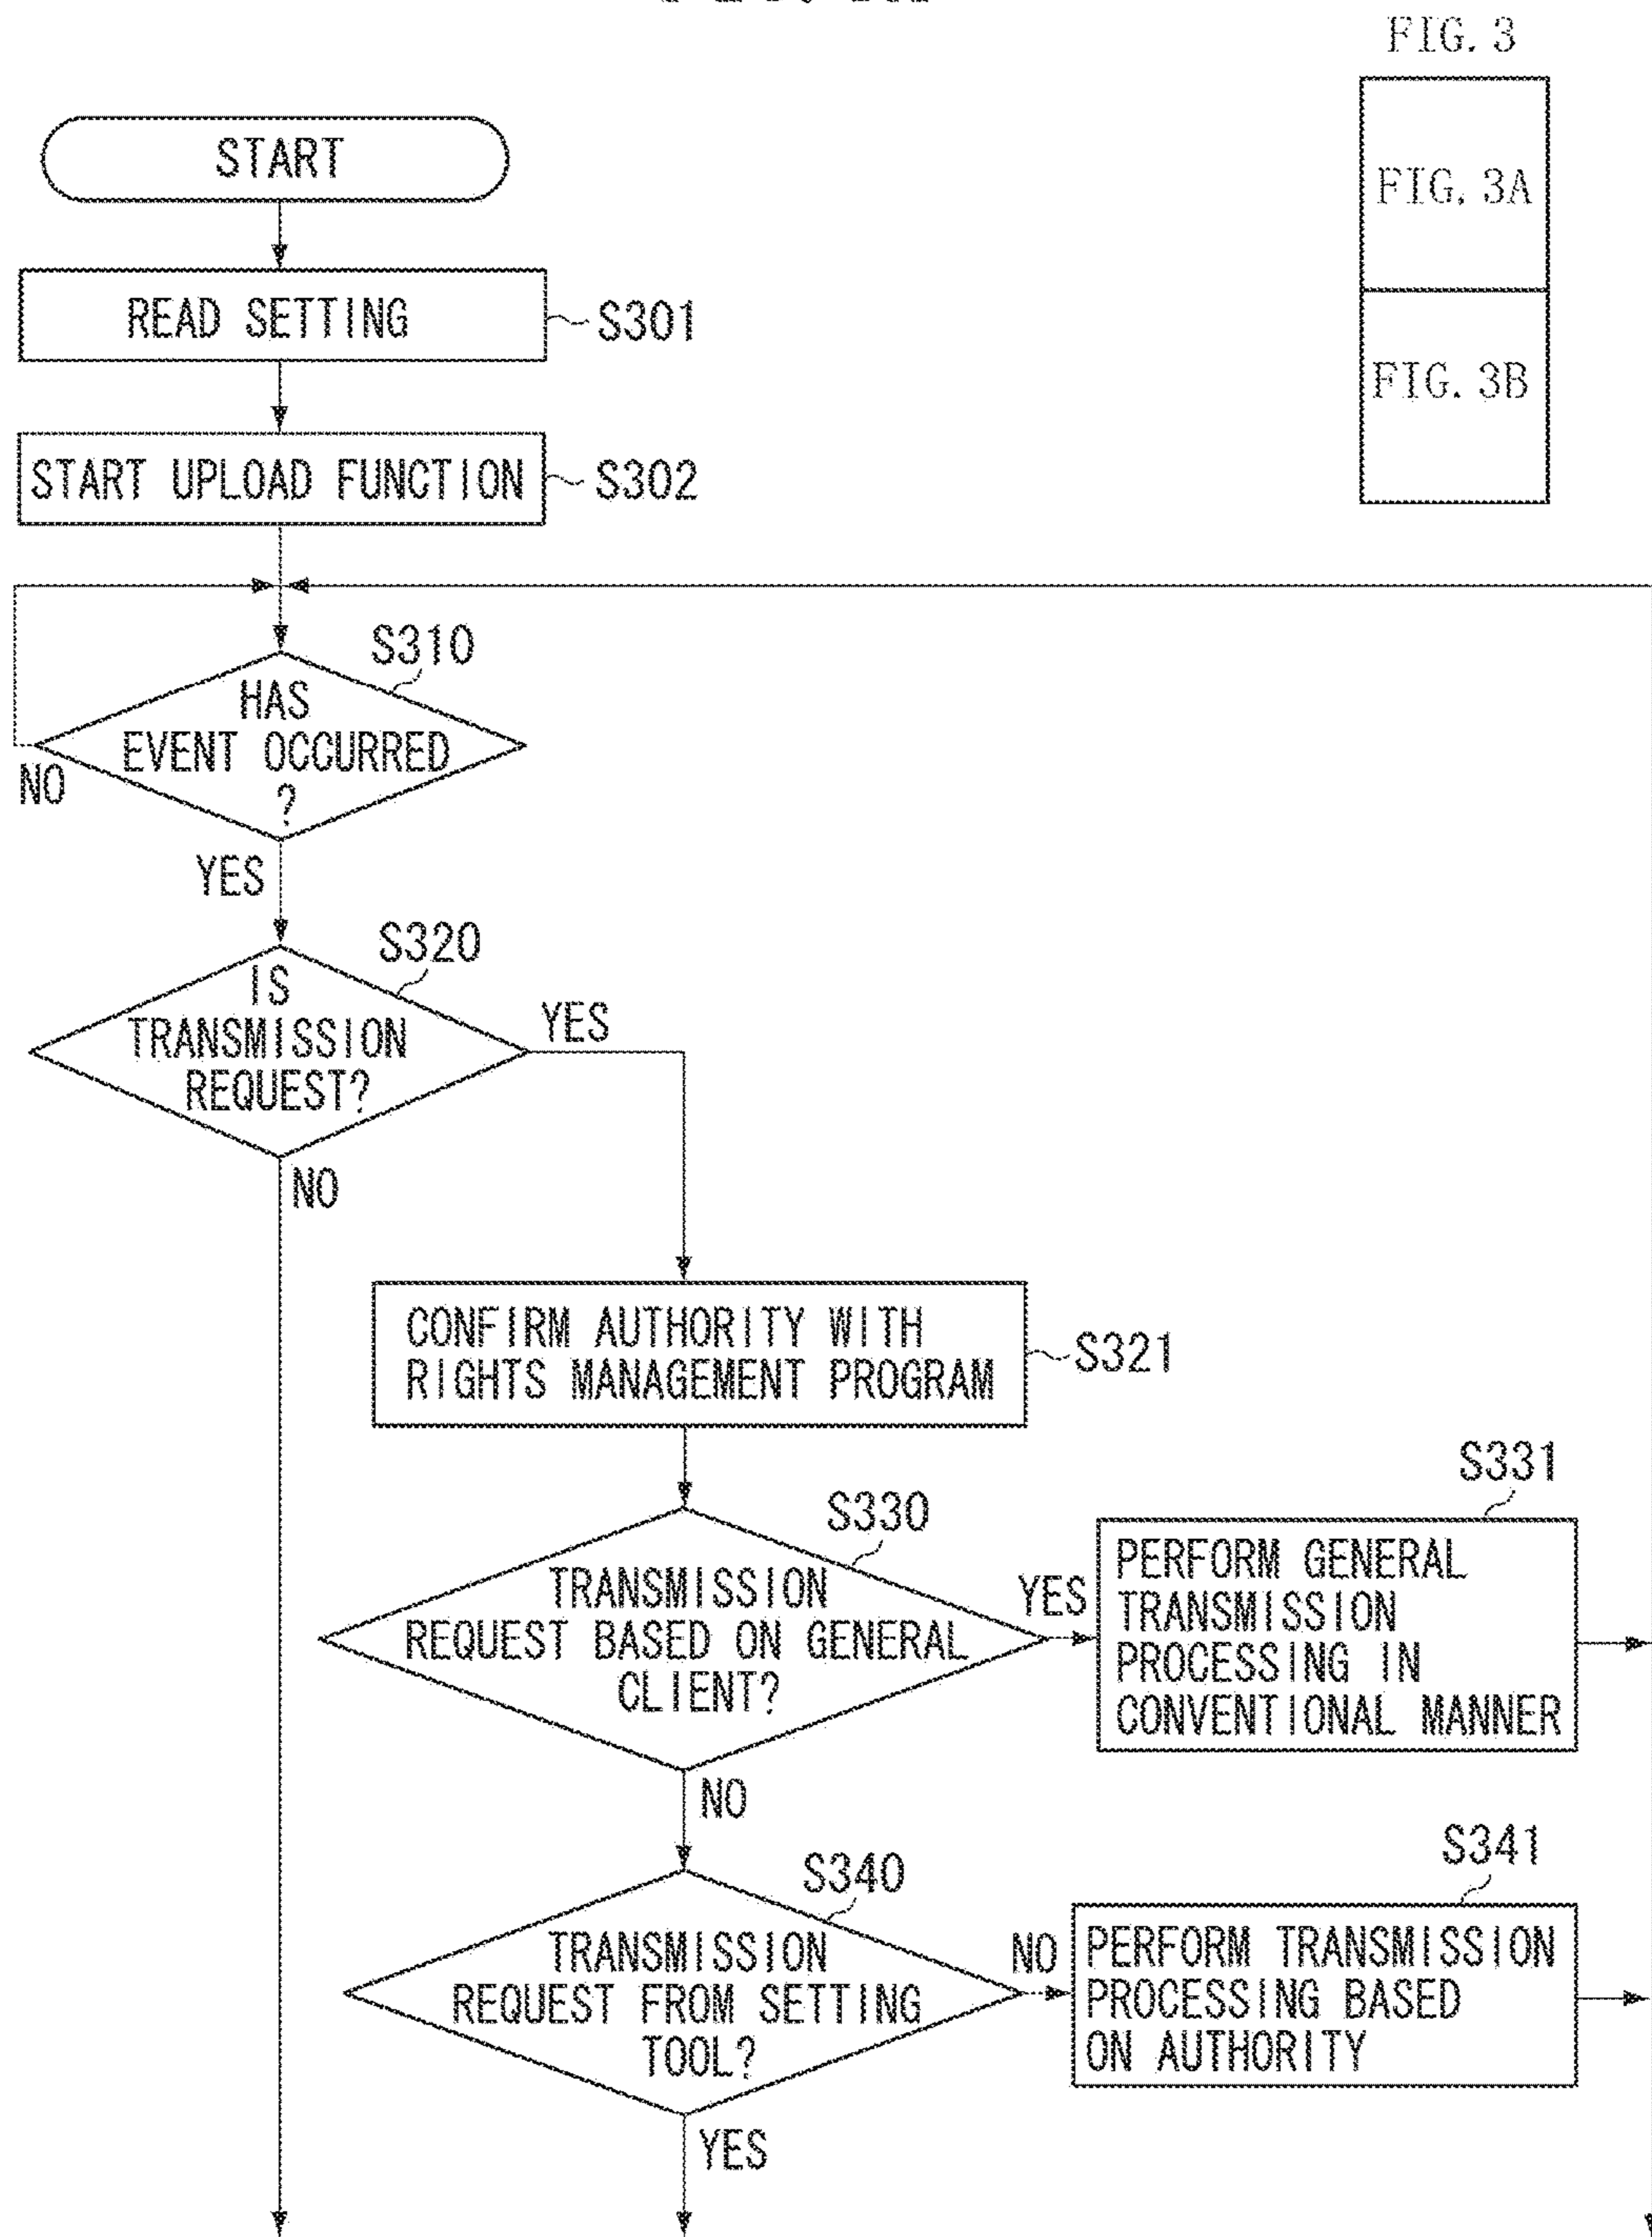 FIG. 3
FIG. 3A
FIG. 3B
START
READ SETTING
S301
START UPLOAD FUNCTION
S302
S310
HAS
EVENT OCCURRED
?
NO
YES
S320
IS
TRANSMISSION
REQUEST?
YES
NO
CONFIRM AUTHORITY WITH
RIGHTS MANAGEMENT PROGRAM
S321
S330
TRANSMISSION
REQUEST BASED ON GENERAL
CLIENT?
YES
NO
S331
PERFORM GENERAL
TRANSMISSION
PROCESSING IN
CONVENTIONAL MANNER
S340
TRANSMISSION
REQUEST FROM SETTING
TOOL?
NO
YES
S341
PERFORM TRANSMISSION
PROCESSING BASED
ON AUTHORITY